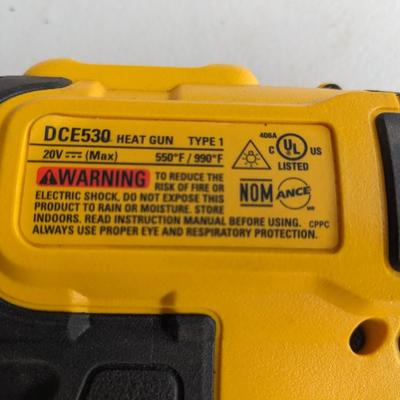 DCE530 HEAT GUN TYPE 1
20V ⎓ (Max) 550°F / 990°F
⚠WARNING TO REDUCE THE
RISK OF FIRE OR
ELECTRIC SHOCK, DO NOT EXPOSE THIS
PRODUCT TO RAIN OR MOISTURE. STORE
INDOORS. READ INSTRUCTION MANUAL BEFORE USING.
ALWAYS USE PROPER EYE AND RESPIRATORY PROTECTION.
406A
C UL US
LISTED
NOM ANCE
CPPC